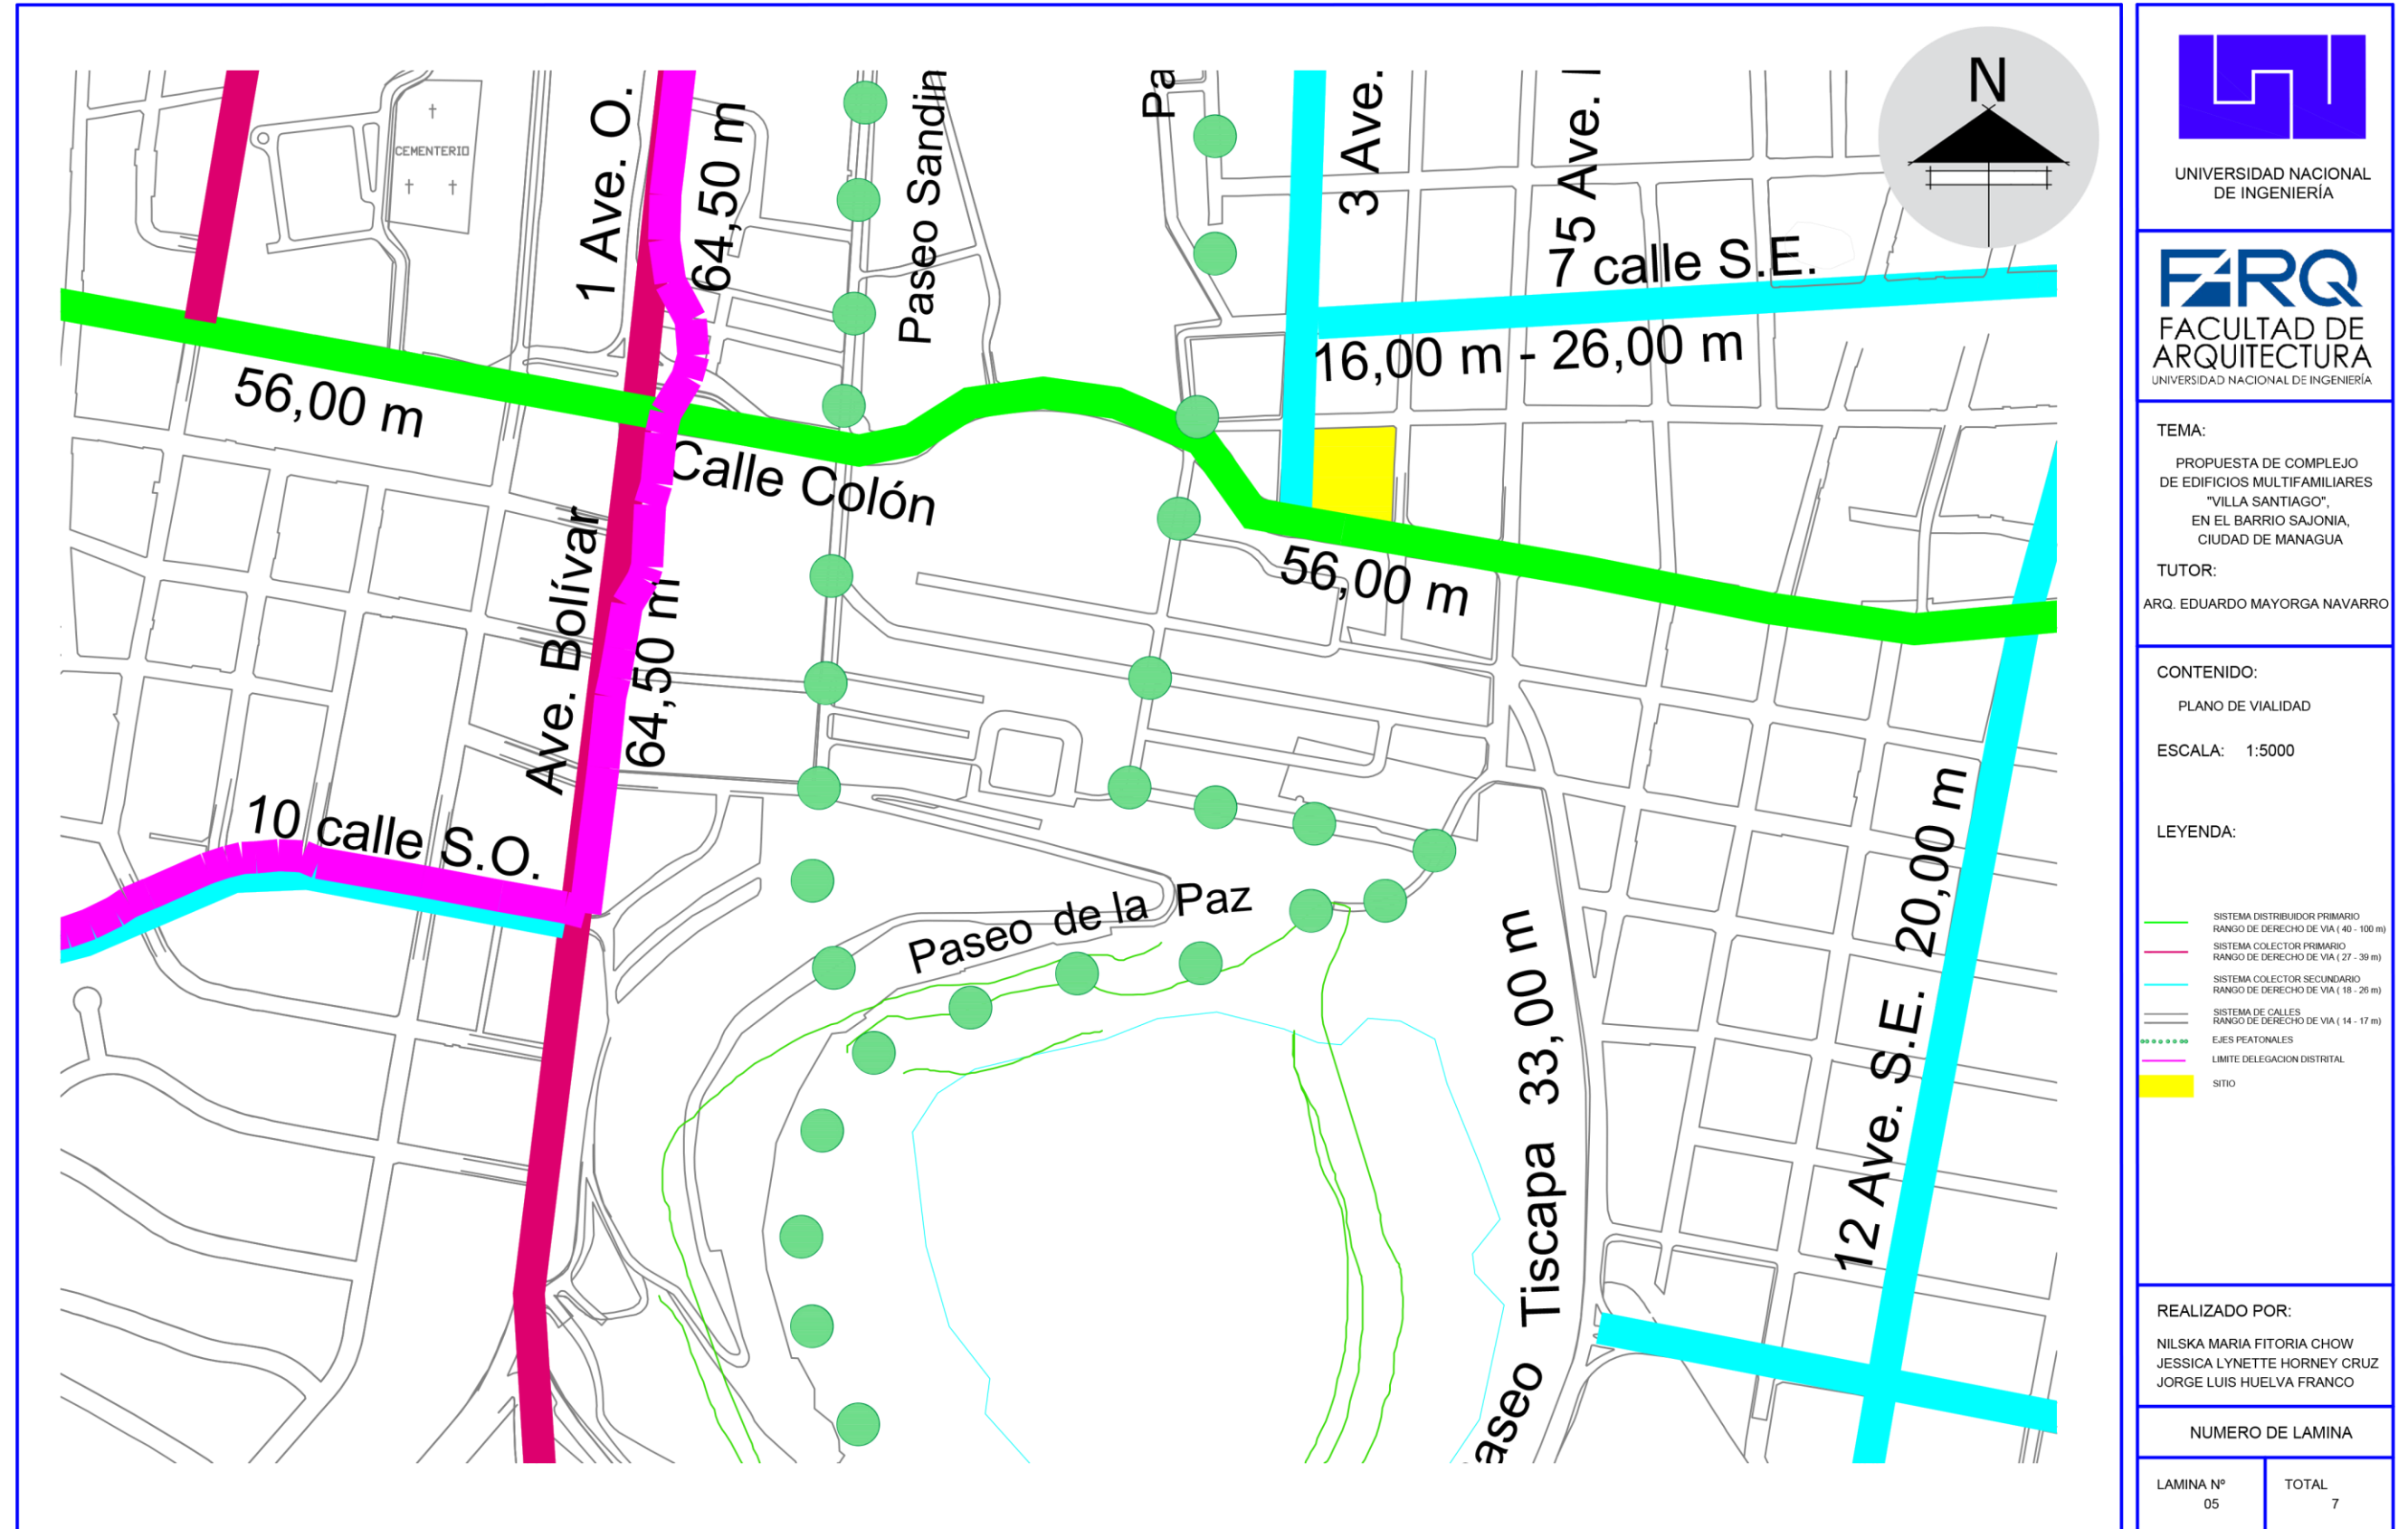 CEMENTERIO
1 Ave. O.
64,50 m
Paseo Sandin
3 Ave.
5 Ave.
7 calle S.E.
16,00 m - 26,00 m
56,00 m
Calle Colón
56,00 m
Ave. Bolívar
64,50 m
10 calle S.O.
Paseo de la Paz
Paseo Tiscapa 33,00 m
12 Ave. S.E. 20,00 m
N
UNIVERSIDAD NACIONAL
DE INGENIERÍA
FARQ
FACULTAD DE
ARQUITECTURA
UNIVERSIDAD NACIONAL DE INGENIERÍA
TEMA:
PROPUESTA DE COMPLEJO
DE EDIFICIOS MULTIFAMILIARES
"VILLA SANTIAGO",
EN EL BARRIO SAJONIA,
CIUDAD DE MANAGUA
TUTOR:
ARQ. EDUARDO MAYORGA NAVARRO
CONTENIDO:
PLANO DE VIALIDAD
ESCALA: 1:5000
LEYENDA:
SISTEMA DISTRIBUIDOR PRIMARIO
RANGO DE DERECHO DE VIA ( 40 - 100 m)
SISTEMA COLECTOR PRIMARIO
RANGO DE DERECHO DE VIA ( 27 - 39 m)
SISTEMA COLECTOR SECUNDARIO
RANGO DE DERECHO DE VIA ( 18 - 26 m)
SISTEMA DE CALLES
RANGO DE DERECHO DE VIA ( 14 - 17 m)
EJES PEATONALES
LIMITE DELEGACION DISTRITAL
SITIO
REALIZADO POR:
NILSKA MARIA FITORIA CHOW
JESSICA LYNETTE HORNEY CRUZ
JORGE LUIS HUELVA FRANCO
NUMERO DE LAMINA
LAMINA Nº
05
TOTAL
7